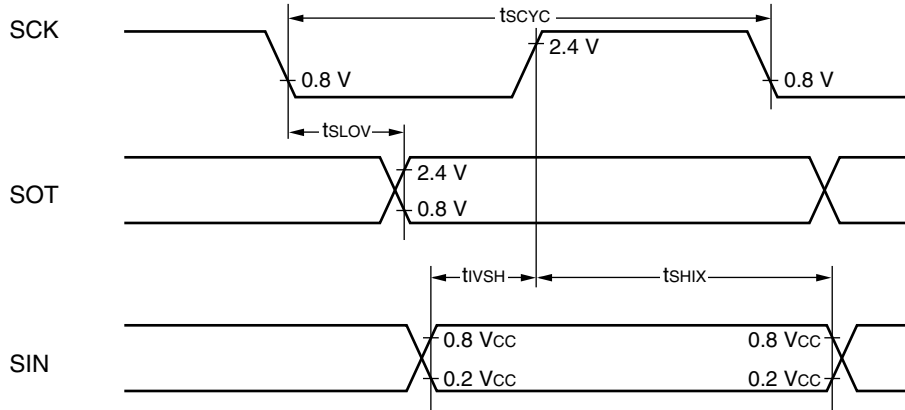 tSCYC
SCK
2.4 V
0.8 V
0.8 V
tSLOV
2.4 V
SOT
0.8 V
tIVSH
tSHIX
0.8 VCC
0.8 VCC
SIN
0.2 VCC
0.2 VCC